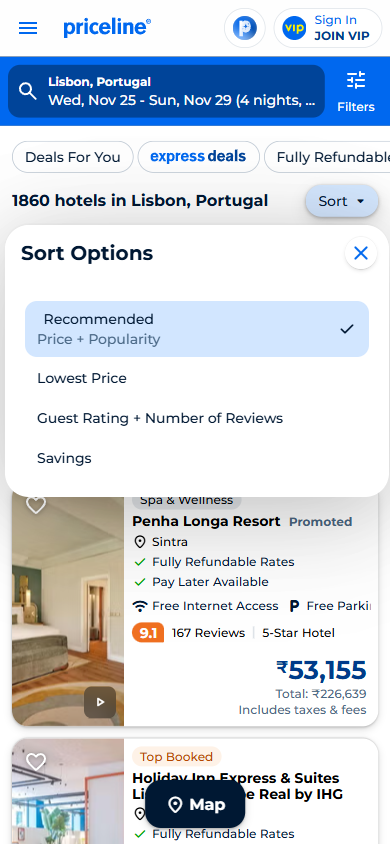 priceline®
P
VIP
Sign In
JOIN VIP
Lisbon, Portugal
Wed, Nov 25 - Sun, Nov 29 (4 nights, ...
Filters
Deals For You
express deals
Fully Refundable
1860 hotels in Lisbon, Portugal
Sort
Sort Options
Recommended
Price + Popularity
Lowest Price
Guest Rating + Number of Reviews
Savings
Spa & Wellness
Penha Longa Resort Promoted
Sintra
Fully Refundable Rates
Pay Later Available
Free Internet Access P Free Parkin
9.1 167 Reviews 5-Star Hotel
₹53,155
Total: ₹226,639
Includes taxes & fees
Top Booked
Holiday Inn Express & Suites
Li e Real by IHG
Map
Fully Refundable Rates